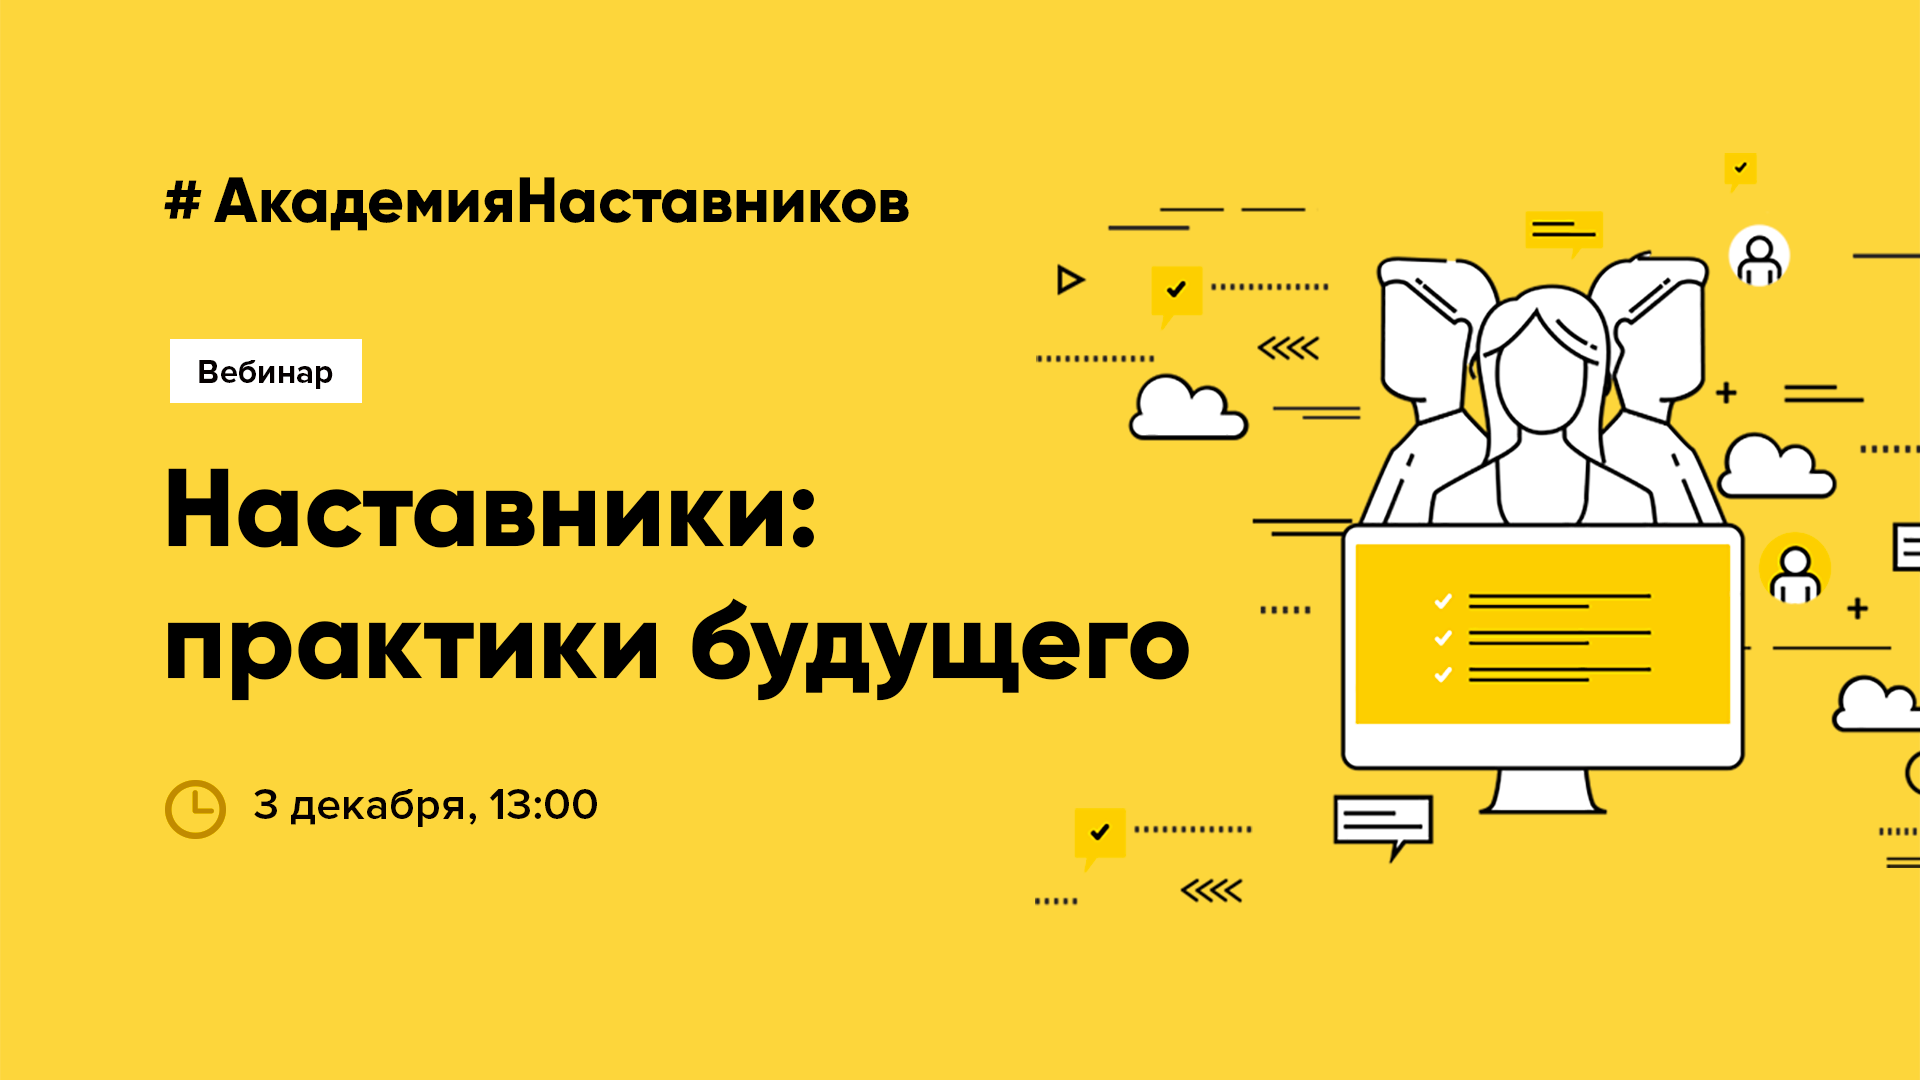 # АкадемияНаставников
Вебинар
Наставники:
практики будущего
3 декабря, 13:00